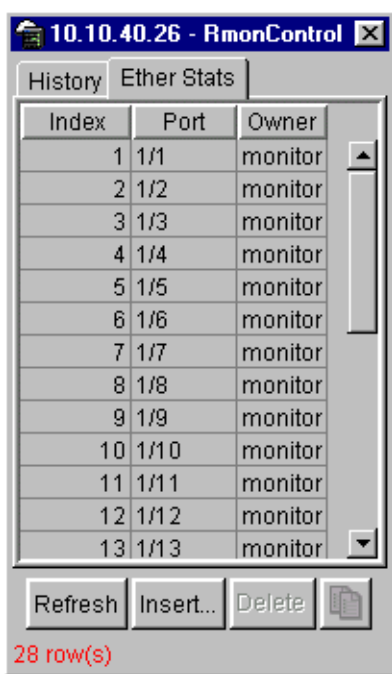 10.10.40.26 - RmonControl
History Ether Stats
Index Port Owner
1 1/1 monitor
2 1/2 monitor
3 1/3 monitor
4 1/4 monitor
5 1/5 monitor
6 1/6 monitor
7 1/7 monitor
8 1/8 monitor
9 1/9 monitor
10 1/10 monitor
11 1/11 monitor
12 1/12 monitor
13 1/13 monitor
Refresh Insert... Delete
28 row(s)